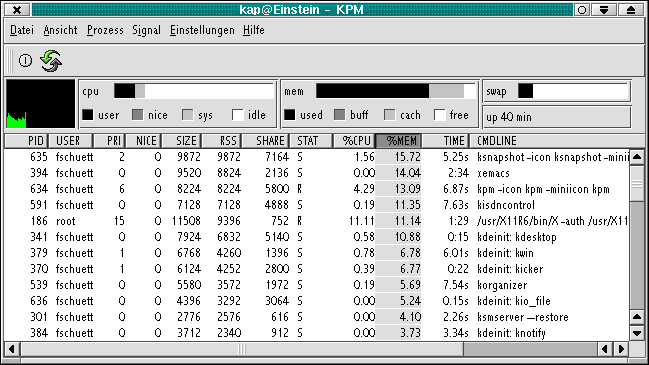 kap@Einstein - KPM
Datei Ansicht Prozess Signal Einstellungen Hilfe
cpu mem swap
user nice sys idle used buff cach free up 40 min
PID USER PRI NICE SIZE RSS SHARE STAT %CPU %MEM TIME CMDLINE
635 fschuett 2 0 9872 9872 7164 S 1.56 15.72 5.25s ksnapshot -icon ksnapshot -minii
394 fschuett 0 0 9520 8824 2136 S 0.00 14.04 2:34 xemacs
634 fschuett 6 0 8224 8224 5800 R 4.29 13.09 6.87s kpm -icon kpm -miniicon kpm
591 fschuett 0 0 7128 7128 4888 S 0.19 11.35 7.63s kisdncontrol
186 root 15 0 11508 9396 752 R 11.11 11.14 1:29 /usr/X11R6/bin/X -auth /usr/X11
341 fschuett 0 0 7924 6832 5140 S 0.58 10.88 0:15 kdeinit: kdesktop
379 fschuett 1 0 6768 4260 1396 S 0.78 6.78 6.01s kdeinit: kwin
370 fschuett 1 0 6124 4252 2800 S 0.39 6.77 0:22 kdeinit: kicker
539 fschuett 0 0 5580 3572 1972 S 0.19 5.69 7.54s korganizer
636 fschuett 0 0 4396 3292 3064 S 0.00 5.24 0.15s kdeinit: kio_file
301 fschuett 0 0 2776 2576 616 S 0.00 4.10 2.26s ksmserver --restore
384 fschuett 0 0 3712 2340 912 S 0.00 3.73 3.34s kdeinit: knotify